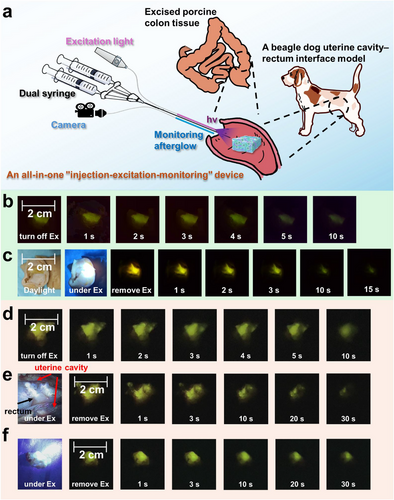 a
Excitation light
Excised porcine
colon tissue
A beagle dog uterine cavity–
rectum interface model
Dual syringe
hv
Camera
Monitoring
afterglow
An all-in-one "injection-excitation-monitoring" device
b
2 cm
turn off Ex 1 s 2 s 3 s 4 s 5 s 10 s
c
2 cm
Daylight under Ex remove Ex 1 s 2 s 3 s 10 s 15 s
d
2 cm
turn off Ex 1 s 2 s 3 s 4 s 5 s 10 s
uterine cavity
e
2 cm
rectum
under Ex remove Ex 1 s 3 s 10 s 20 s 30 s
f
2 cm
under Ex remove Ex 1 s 3 s 10 s 20 s 30 s